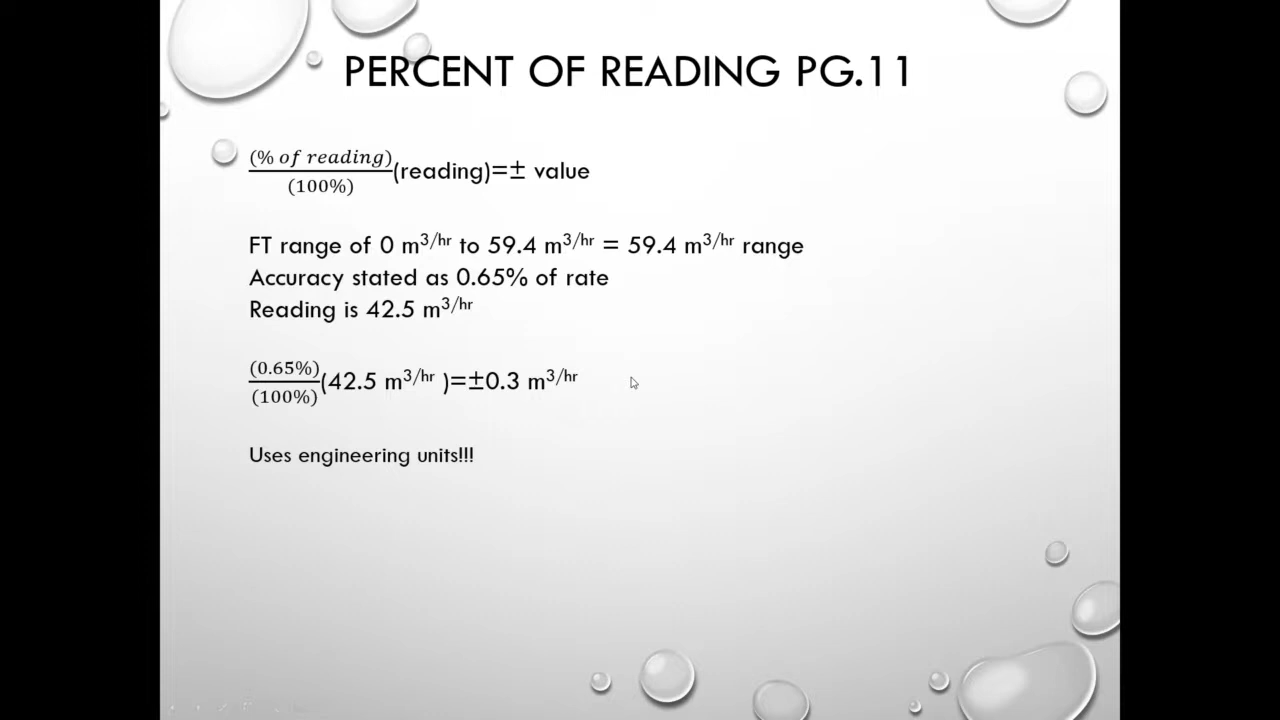 PERCENT OF READING PG.11
(% of reading)/(100%) (reading)=± value
FT range of 0 m³/ʰʳ to 59.4 m³/ʰʳ = 59.4 m³/ʰʳ range
Accuracy stated as 0.65% of rate
Reading is 42.5 m³/ʰʳ
(0.65%)/(100%) (42.5 m³/ʰʳ )=±0.3 m³/ʰʳ
Uses engineering units!!!